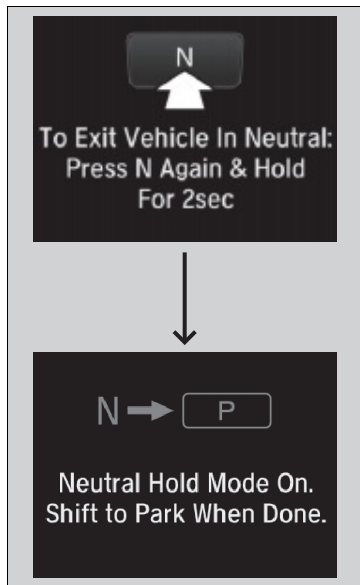 N
To Exit Vehicle In Neutral:
Press N Again & Hold
For 2sec
N P
Neutral Hold Mode On.
Shift to Park When Done.